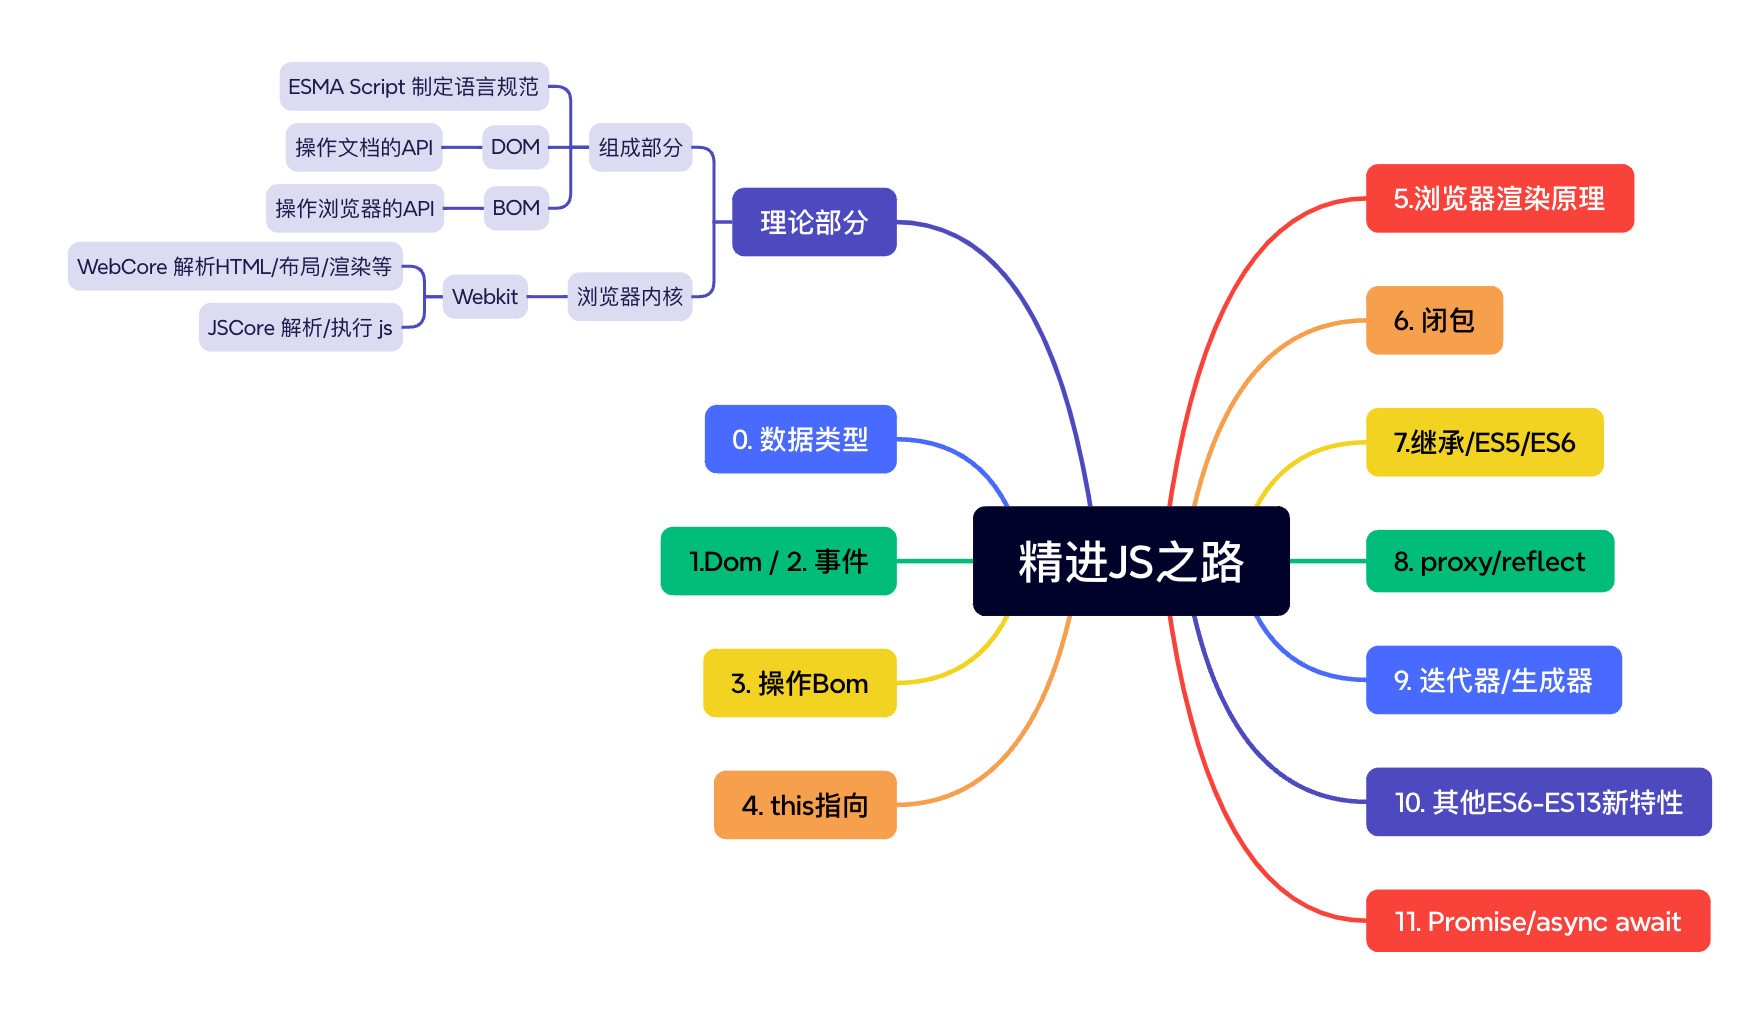 精进JS之路
理论部分
组成部分
ESMA Script 制定语言规范
DOM
操作文档的API
BOM
操作浏览器的API
浏览器内核
Webkit
WebCore 解析HTML/布局/渲染等
JSCore 解析/执行 js
0. 数据类型
1.Dom / 2. 事件
3. 操作Bom
4. this指向
5.浏览器渲染原理
6. 闭包
7.继承/ES5/ES6
8. proxy/reflect
9. 迭代器/生成器
10. 其他ES6-ES13新特性
11. Promise/async await